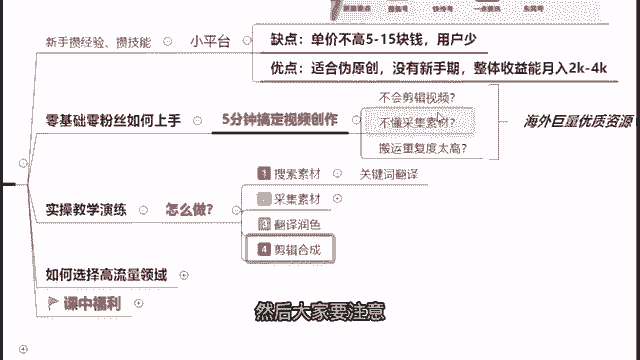 新手攒经验、攒技能
小平台
缺点：单价不高5-15块钱，用户少
优点：适合伪原创，没有新手期，整体收益能月入2k-4k
零基础零粉丝如何上手
5分钟搞定视频创作
不会剪辑视频？
不懂采集素材？
搬运重复度太高？
海外巨量优质资源
实操教学演练
怎么做？
1 搜索素材
关键词翻译
采集素材
翻译润色
4 剪辑合成
如何选择高流量领域
课中福利
然后大家要注意